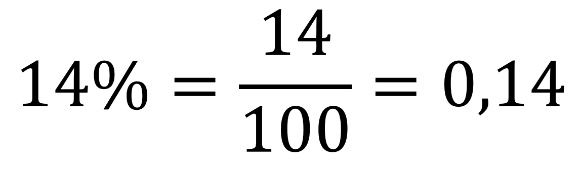 14% = 14/100 = 0,14